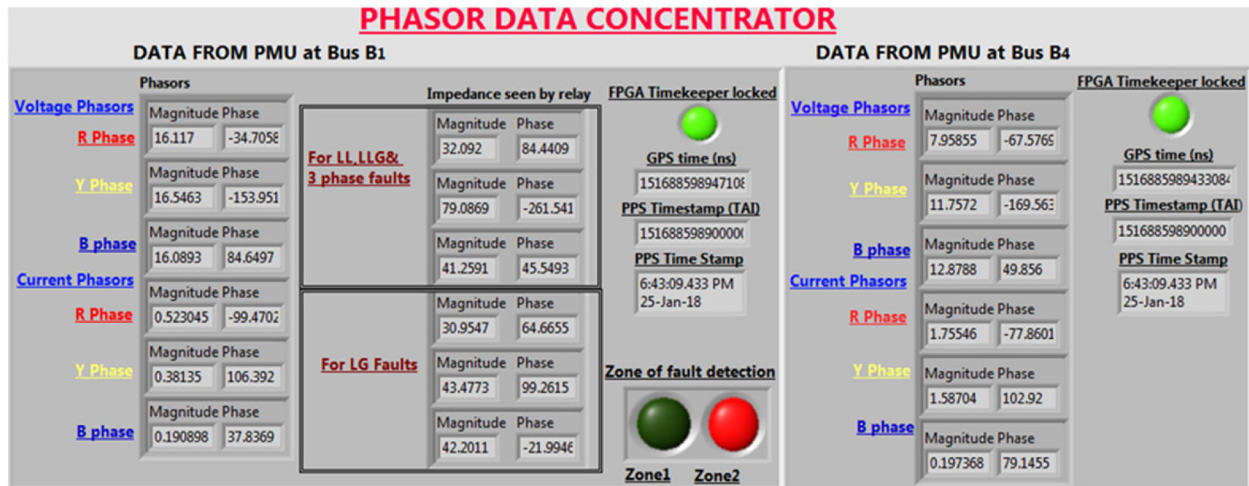 PHASOR DATA CONCENTRATOR
DATA FROM PMU at Bus B1
Phasors
Voltage Phasors
R Phase
Magnitude Phase
16.117 -34.7058
Y Phase
Magnitude Phase
16.5463 -153.951
B phase
Magnitude Phase
16.0893 84.6497
Current Phasors
R Phase
Magnitude Phase
0.523045 -99.4702
Y Phase
Magnitude Phase
0.38135 106.392
B phase
Magnitude Phase
0.190898 37.8369
Impedance seen by relay
For LL,LLG&
3 phase faults
Magnitude Phase
32.092 84.4409
Magnitude Phase
79.0869 -261.541
Magnitude Phase
41.2591 45.5493
For LG Faults
Magnitude Phase
30.9547 64.6655
Magnitude Phase
43.4773 99.2615
Magnitude Phase
42.2011 -21.9946
FPGA Timekeeper locked
GPS time (ns)
151688598947108
PPS Timestamp (TAI)
15168859890000
PPS Time Stamp
6:43:09.433 PM
25-Jan-18
Zone of fault detection
Zone1 Zone2
DATA FROM PMU at Bus B4
Phasors
Voltage Phasors
R Phase
Magnitude Phase
7.95855 -67.5769
Y Phase
Magnitude Phase
11.7572 -169.563
B phase
Magnitude Phase
12.8788 49.856
Current Phasors
R Phase
Magnitude Phase
1.75546 -77.8601
Y Phase
Magnitude Phase
1.58704 102.92
B phase
Magnitude Phase
0.197368 79.1455
FPGA Timekeeper locked
GPS time (ns)
1516885989433084
PPS Timestamp (TAI)
151688598900000
PPS Time Stamp
6:43:09.433 PM
25-Jan-18